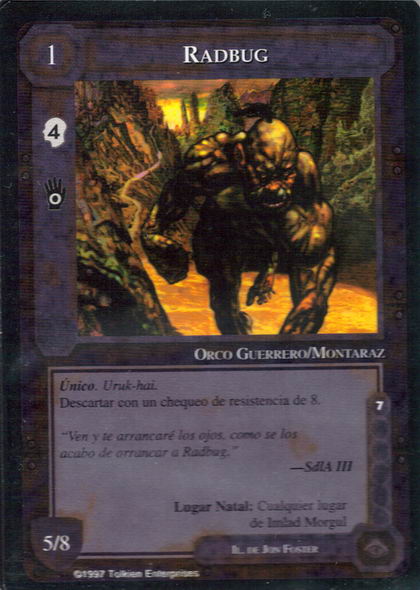 1
RADBUG
4
0
ORCO GUERRERO/MONTARAZ
Único. Uruk-hai.
Descartar con un chequeo de resistencia de 8.
7
"Ven y te arrancaré los ojos, como se los
acabo de arrancar a Radbug."
—SdlA III
Lugar Natal: Cualquier lugar
de Imlad Morgul
5/8
IL. DE JON FOSTER
©1997 Tolkien Enterprises